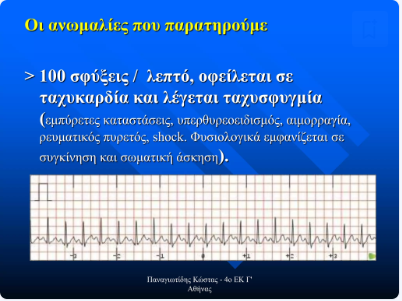 Οι ανωμαλίες που παρατηρούμε
> 100 σφύξεις / λεπτό, οφείλεται σε
ταχυκαρδία και λέγεται ταχυσφυγμία
(εμπύρετες καταστάσεις, υπερθυρεοειδισμός, αιμορραγία,
ρευματικός πυρετός, shock. Φυσιολογικά εμφανίζεται σε
συγκίνηση και σωματική άσκηση).
Παναγιωτίδης Κώστας - 4ο ΕΚ Γ'
Αθήνας